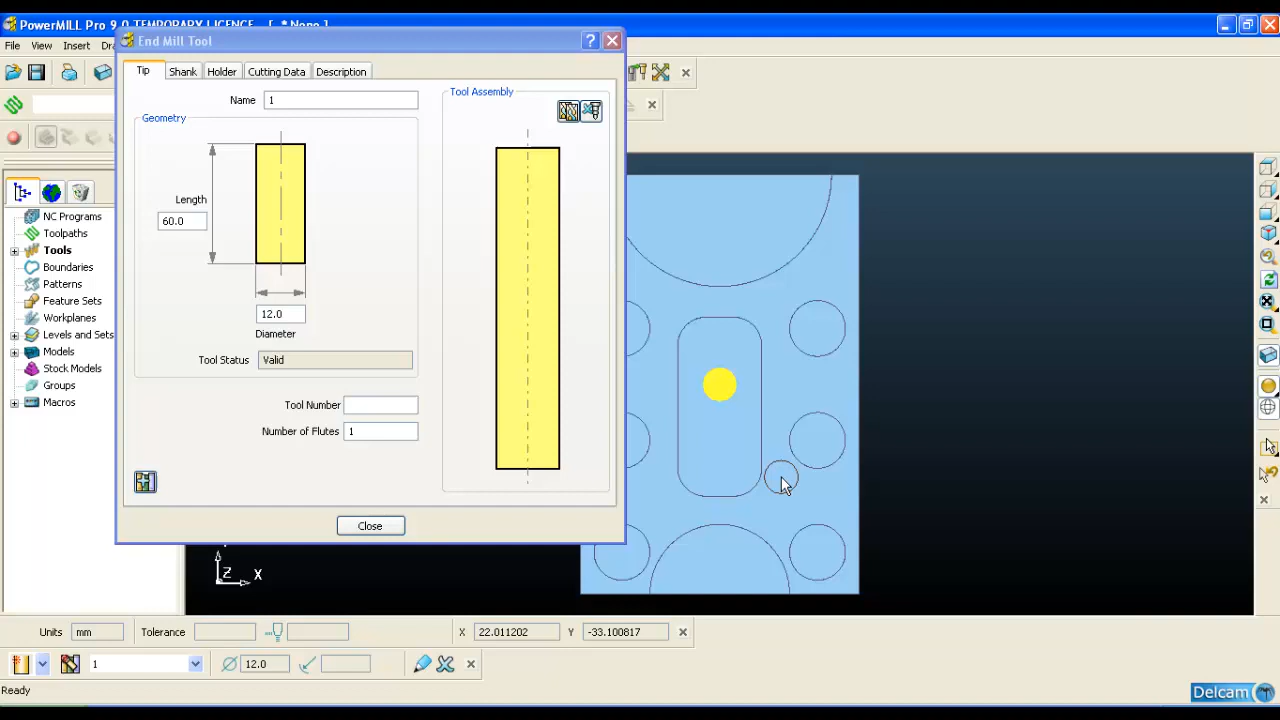 PowerMILL Pro 9.0 TEMPORARY LICENCE - [ * None ]
End Mill Tool
File View Insert
Tip Shank Holder Cutting Data Description
Name 1
Tool Assembly
Geometry
Length
60.0
12.0
Diameter
Tool Status Valid
Tool Number
Number of Flutes 1
Close
NC Programs
Toolpaths
Tools
Boundaries
Patterns
Feature Sets
Workplanes
Levels and Sets
Models
Stock Models
Groups
Macros
Z X
Units mm Tolerance X 22.011202 Y -33.100817
1 12.0
Ready
Delcam